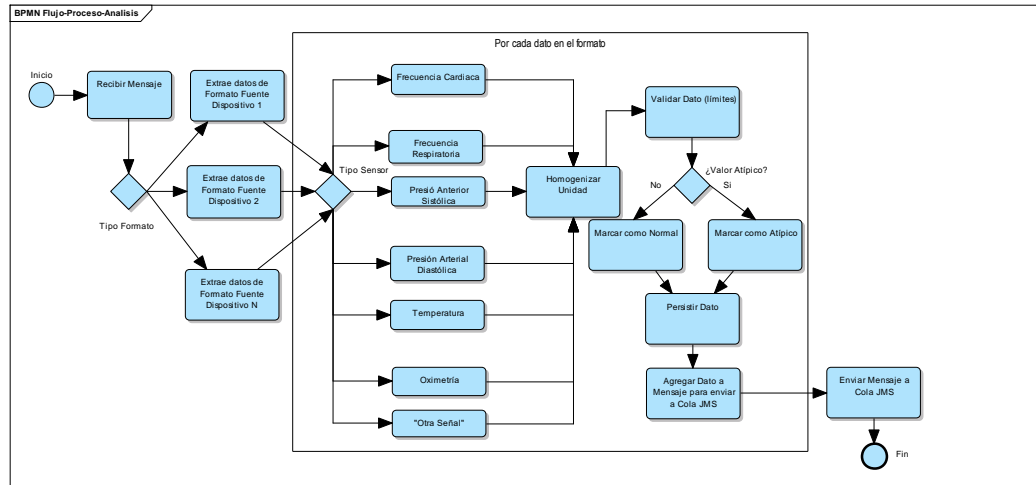 BPMN Flujo-Proceso-Analisis
Por cada dato en el formato
Inicio
Recibir Mensaje
Tipo Formato
Extrae datos de
Formato Fuente
Dispositivo 1
Extrae datos de
Formato Fuente
Dispositivo 2
Extrae datos de
Formato Fuente
Dispositivo N
Tipo Sensor
Frecuencia Cardiaca
Frecuencia
Respiratoria
Presió Anterior
Sistólica
Presión Arterial
Diastólica
Temperatura
Oximetría
"Otra Señal"
Homogenizar
Unidad
Validar Dato (límites)
¿Valor Atípico?
No
Si
Marcar como Normal
Marcar como Atípico
Persistir Dato
Agregar Dato a
Mensaje para enviar
a Cola JMS
Enviar Mensaje a
Cola JMS
Fin